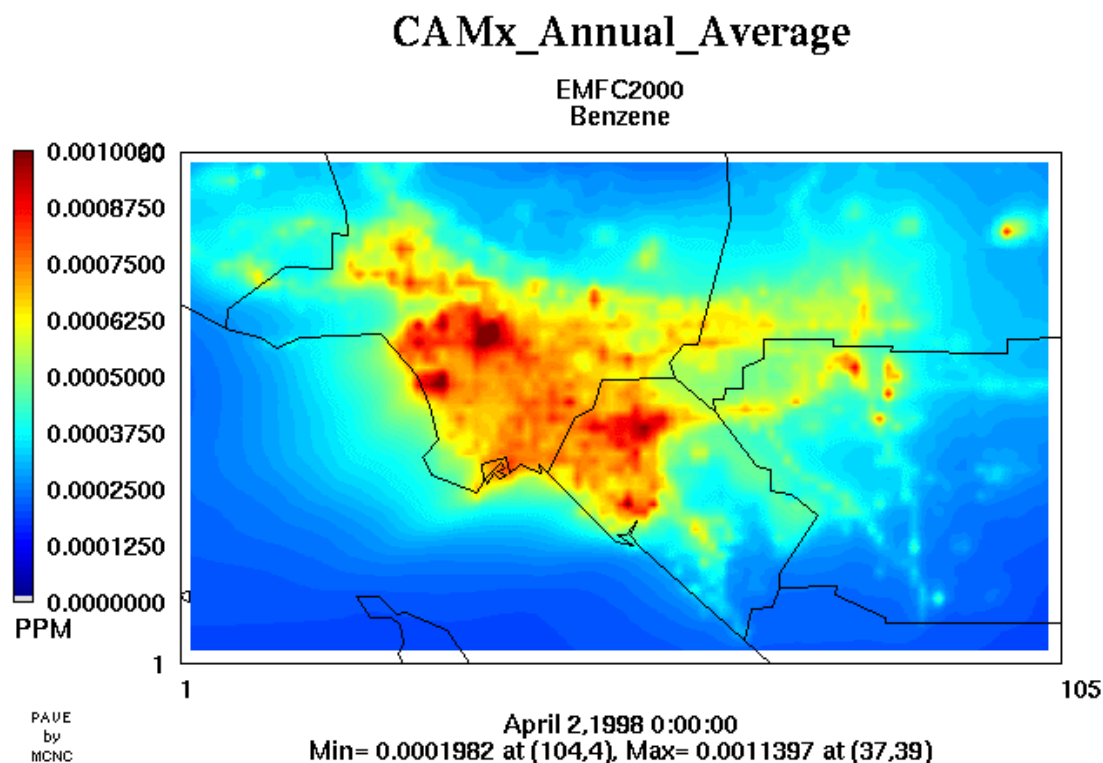 CAMx_Annual_Average
EMFC2000
Benzene
0.0010000
60
0.0008750
0.0007500
0.0006250
0.0005000
0.0003750
0.0002500
0.0001250
0.0000000
PPM
1
1
105
PAVE
by
MCNC
April 2,1998 0:00:00
Min= 0.0001982 at (104,4), Max= 0.0011397 at (37,39)